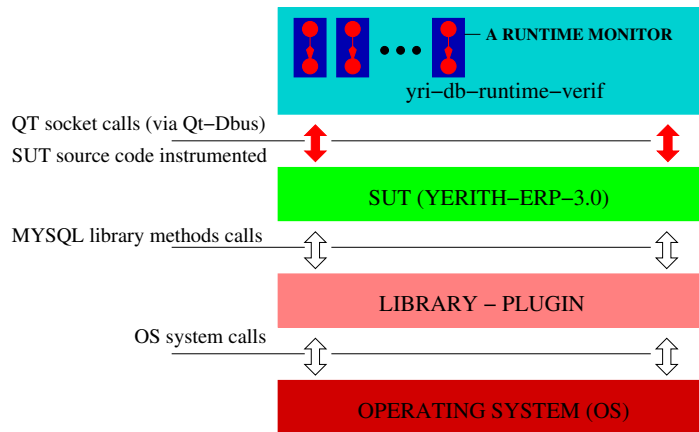 A RUNTIME MONITOR
yri−db−runtime−verif
QT socket calls (via Qt−Dbus)
SUT source code instrumented
SUT (YERITH−ERP−3.0)
MYSQL library methods calls
LIBRARY − PLUGIN
OS system calls
OPERATING SYSTEM (OS)